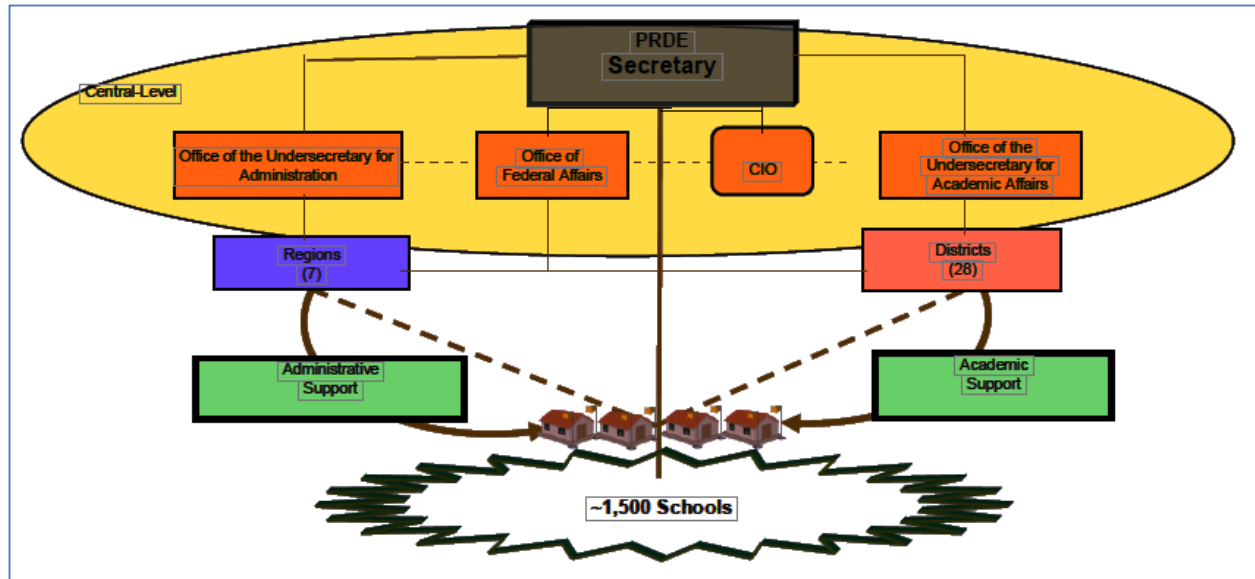 PRDE
Secretary
Central-Level
Office of the Undersecretary for
Administration
Office of
Federal Affairs
CIO
Office of the
Undersecretary for
Academic Affairs
Regions
(7)
Districts
(28)
Administrative
Support
Academic
Support
~1,500 Schools